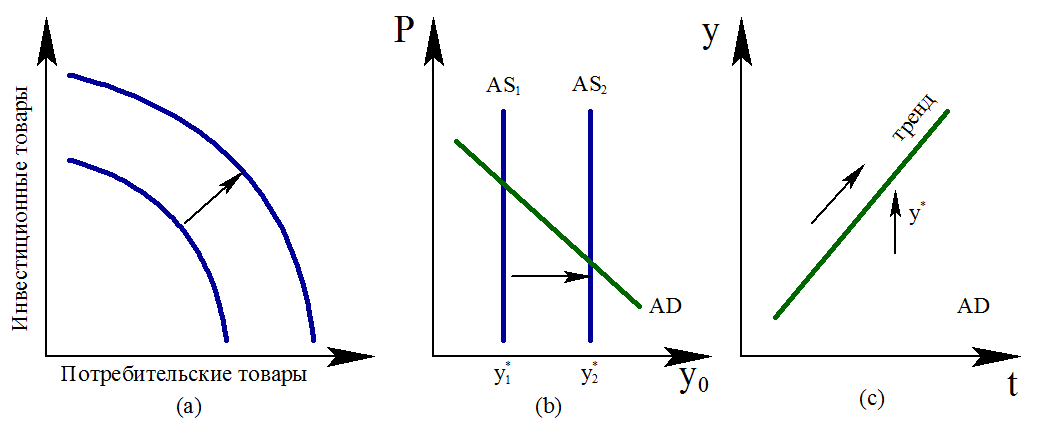 Инвестиционные товары
Потребительские товары
(a)
P
AS₁
AS₂
AD
y₁*
y₂*
y₀
(b)
y
тренд
y*
AD
t
(c)